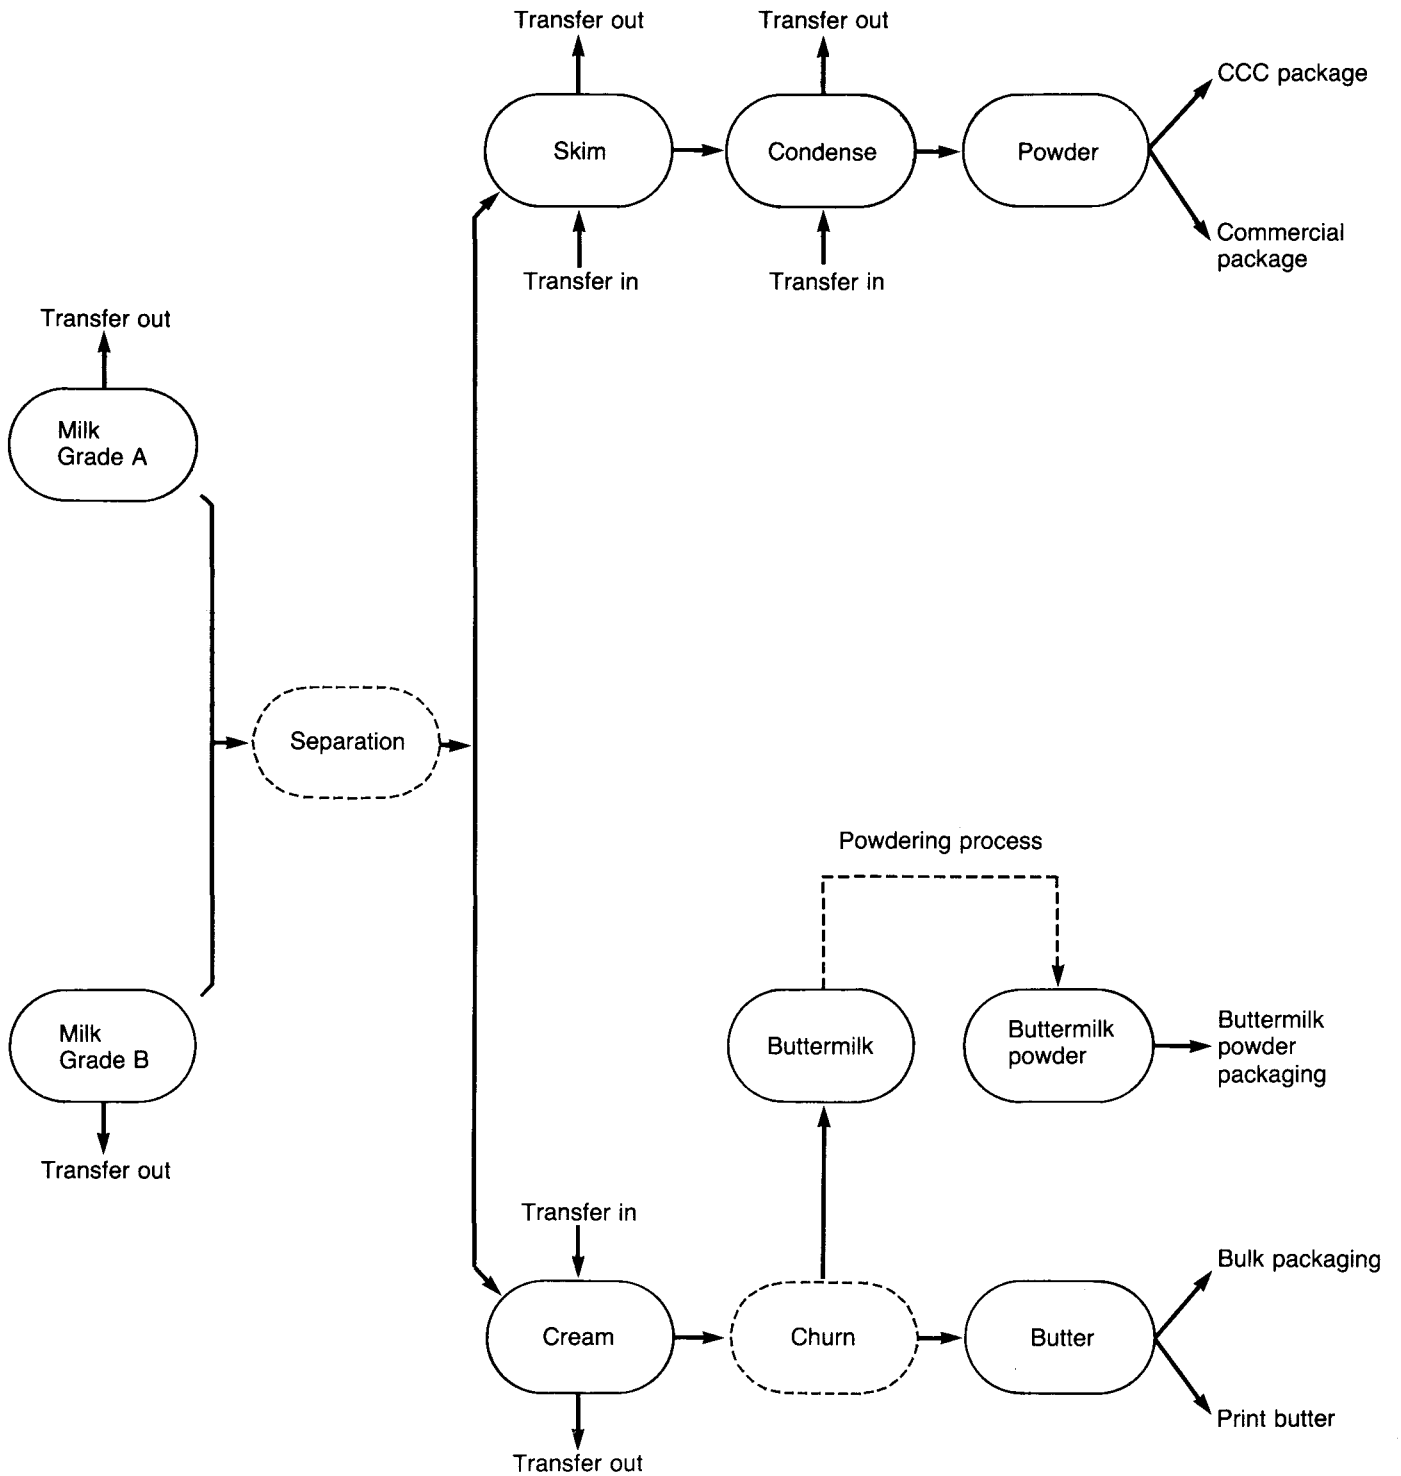 Transfer out
Transfer out
CCC package
Skim
Condense
Powder
Commercial
package
Transfer in
Transfer in
Transfer out
Milk
Grade A
Separation
Powdering process
Milk
Grade B
Buttermilk
Buttermilk
powder
Buttermilk
powder
packaging
Transfer out
Transfer in
Bulk packaging
Cream
Churn
Butter
Print butter
Transfer out